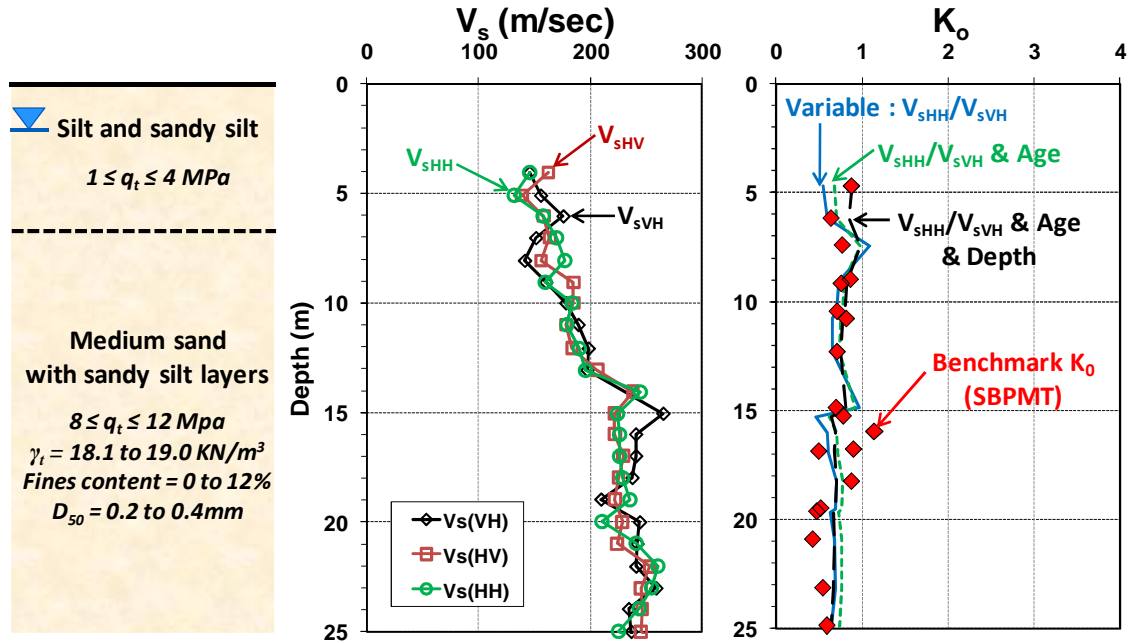 Silt and sandy silt
1 ≤ qt ≤ 4 MPa
Medium sand
with sandy silt layers
8 ≤ qt ≤ 12 Mpa
γt = 18.1 to 19.0 KN/m³
Fines content = 0 to 12%
D50 = 0.2 to 0.4mm
Vs (m/sec)
0 100 200 300
Depth (m)
0
5
10
15
20
25
VsHV
VsHH
VsVH
Vs(VH)
Vs(HV)
Vs(HH)
Ko
0 1 2 3 4
0
5
10
15
20
25
Variable : VsHH/VsVH
VsHH/VsVH & Age
VsHH/VsVH & Age
& Depth
Benchmark K0
(SBPMT)